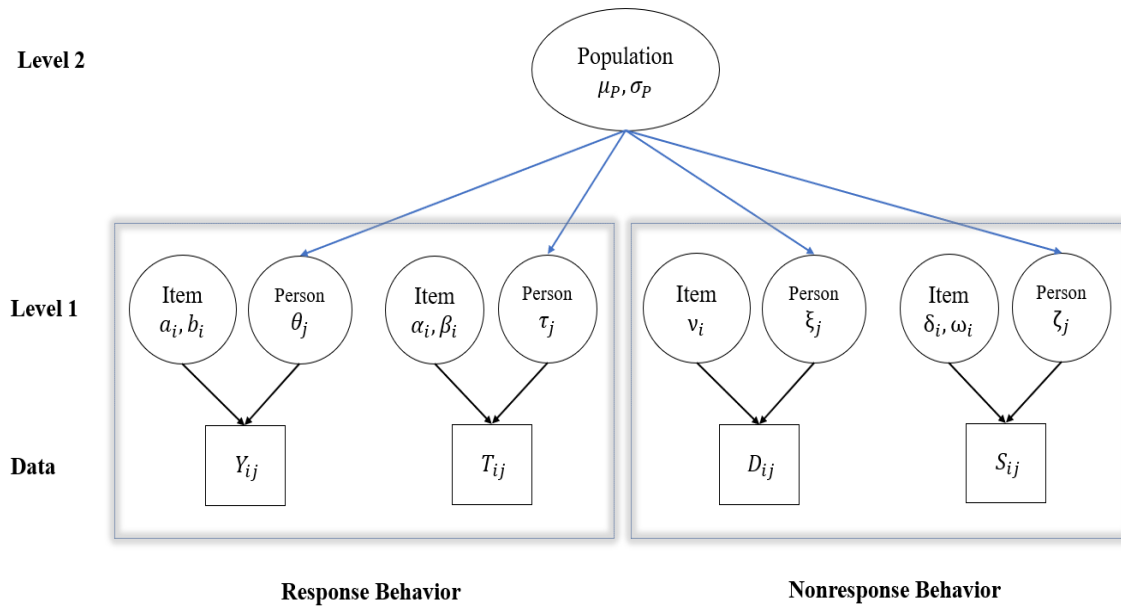 Level 2
Population
μ_P, σ_P
Level 1
Item
a_i, b_i
Person
θ_j
Item
α_i, β_i
Person
τ_j
Item
ν_i
Person
ξ_j
Item
δ_i, ω_i
Person
ζ_j
Data
Y_ij
T_ij
D_ij
S_ij
Response Behavior
Nonresponse Behavior